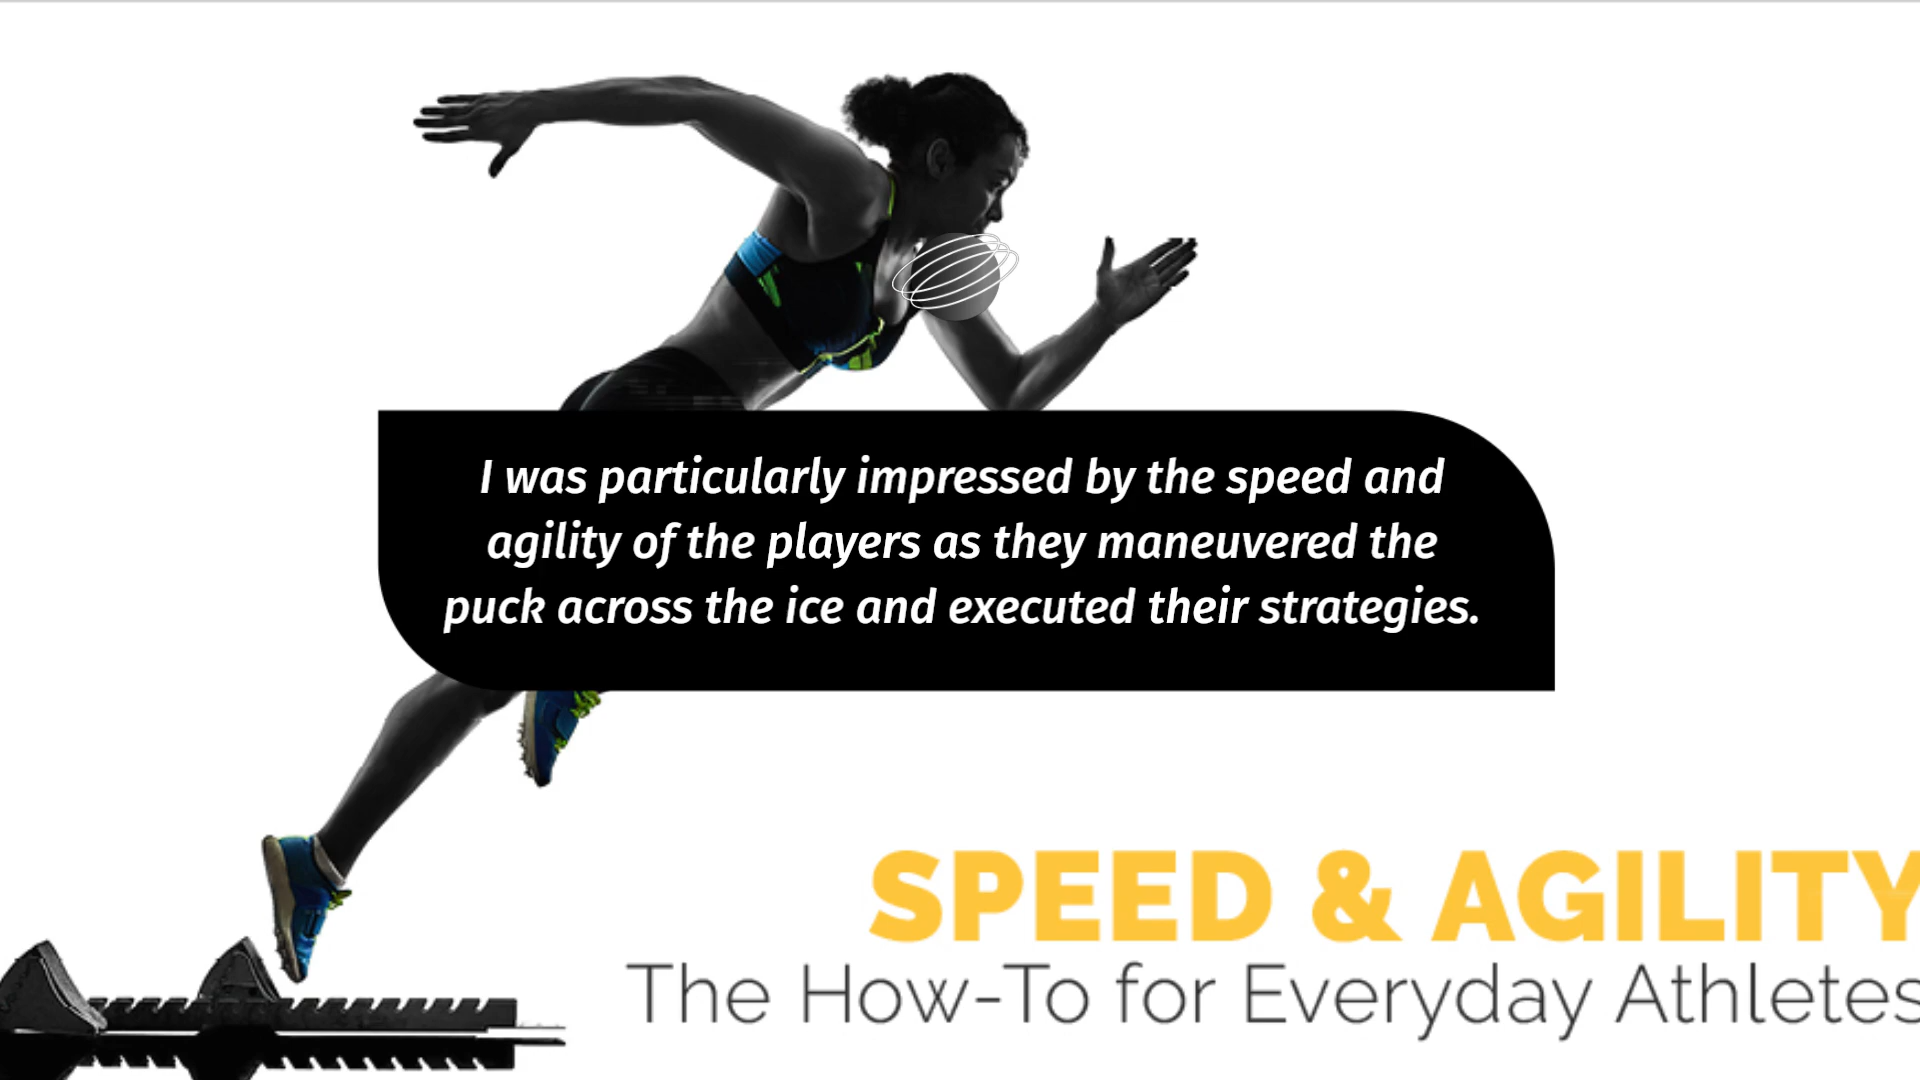 I was particularly impressed by the speed and
agility of the players as they maneuvered the
puck across the ice and executed their strategies.
SPEED & AGILITY
The How-To for Everyday Athletes